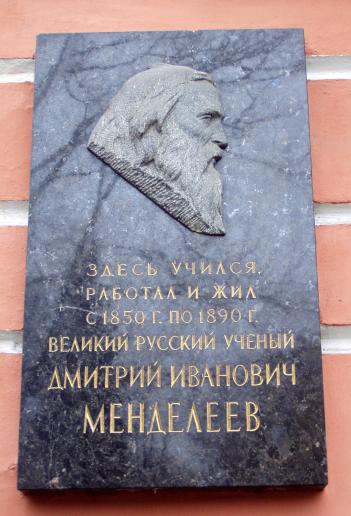 ЗДЕСЬ УЧИЛСЯ,
РАБОТАЛ И ЖИЛ
С 1850 Г. ПО 1890 Г.
ВЕЛИКИЙ РУССКИЙ УЧЕНЫЙ
ДМИТРИЙ ИВАНОВИЧ
МЕНДЕЛЕЕВ